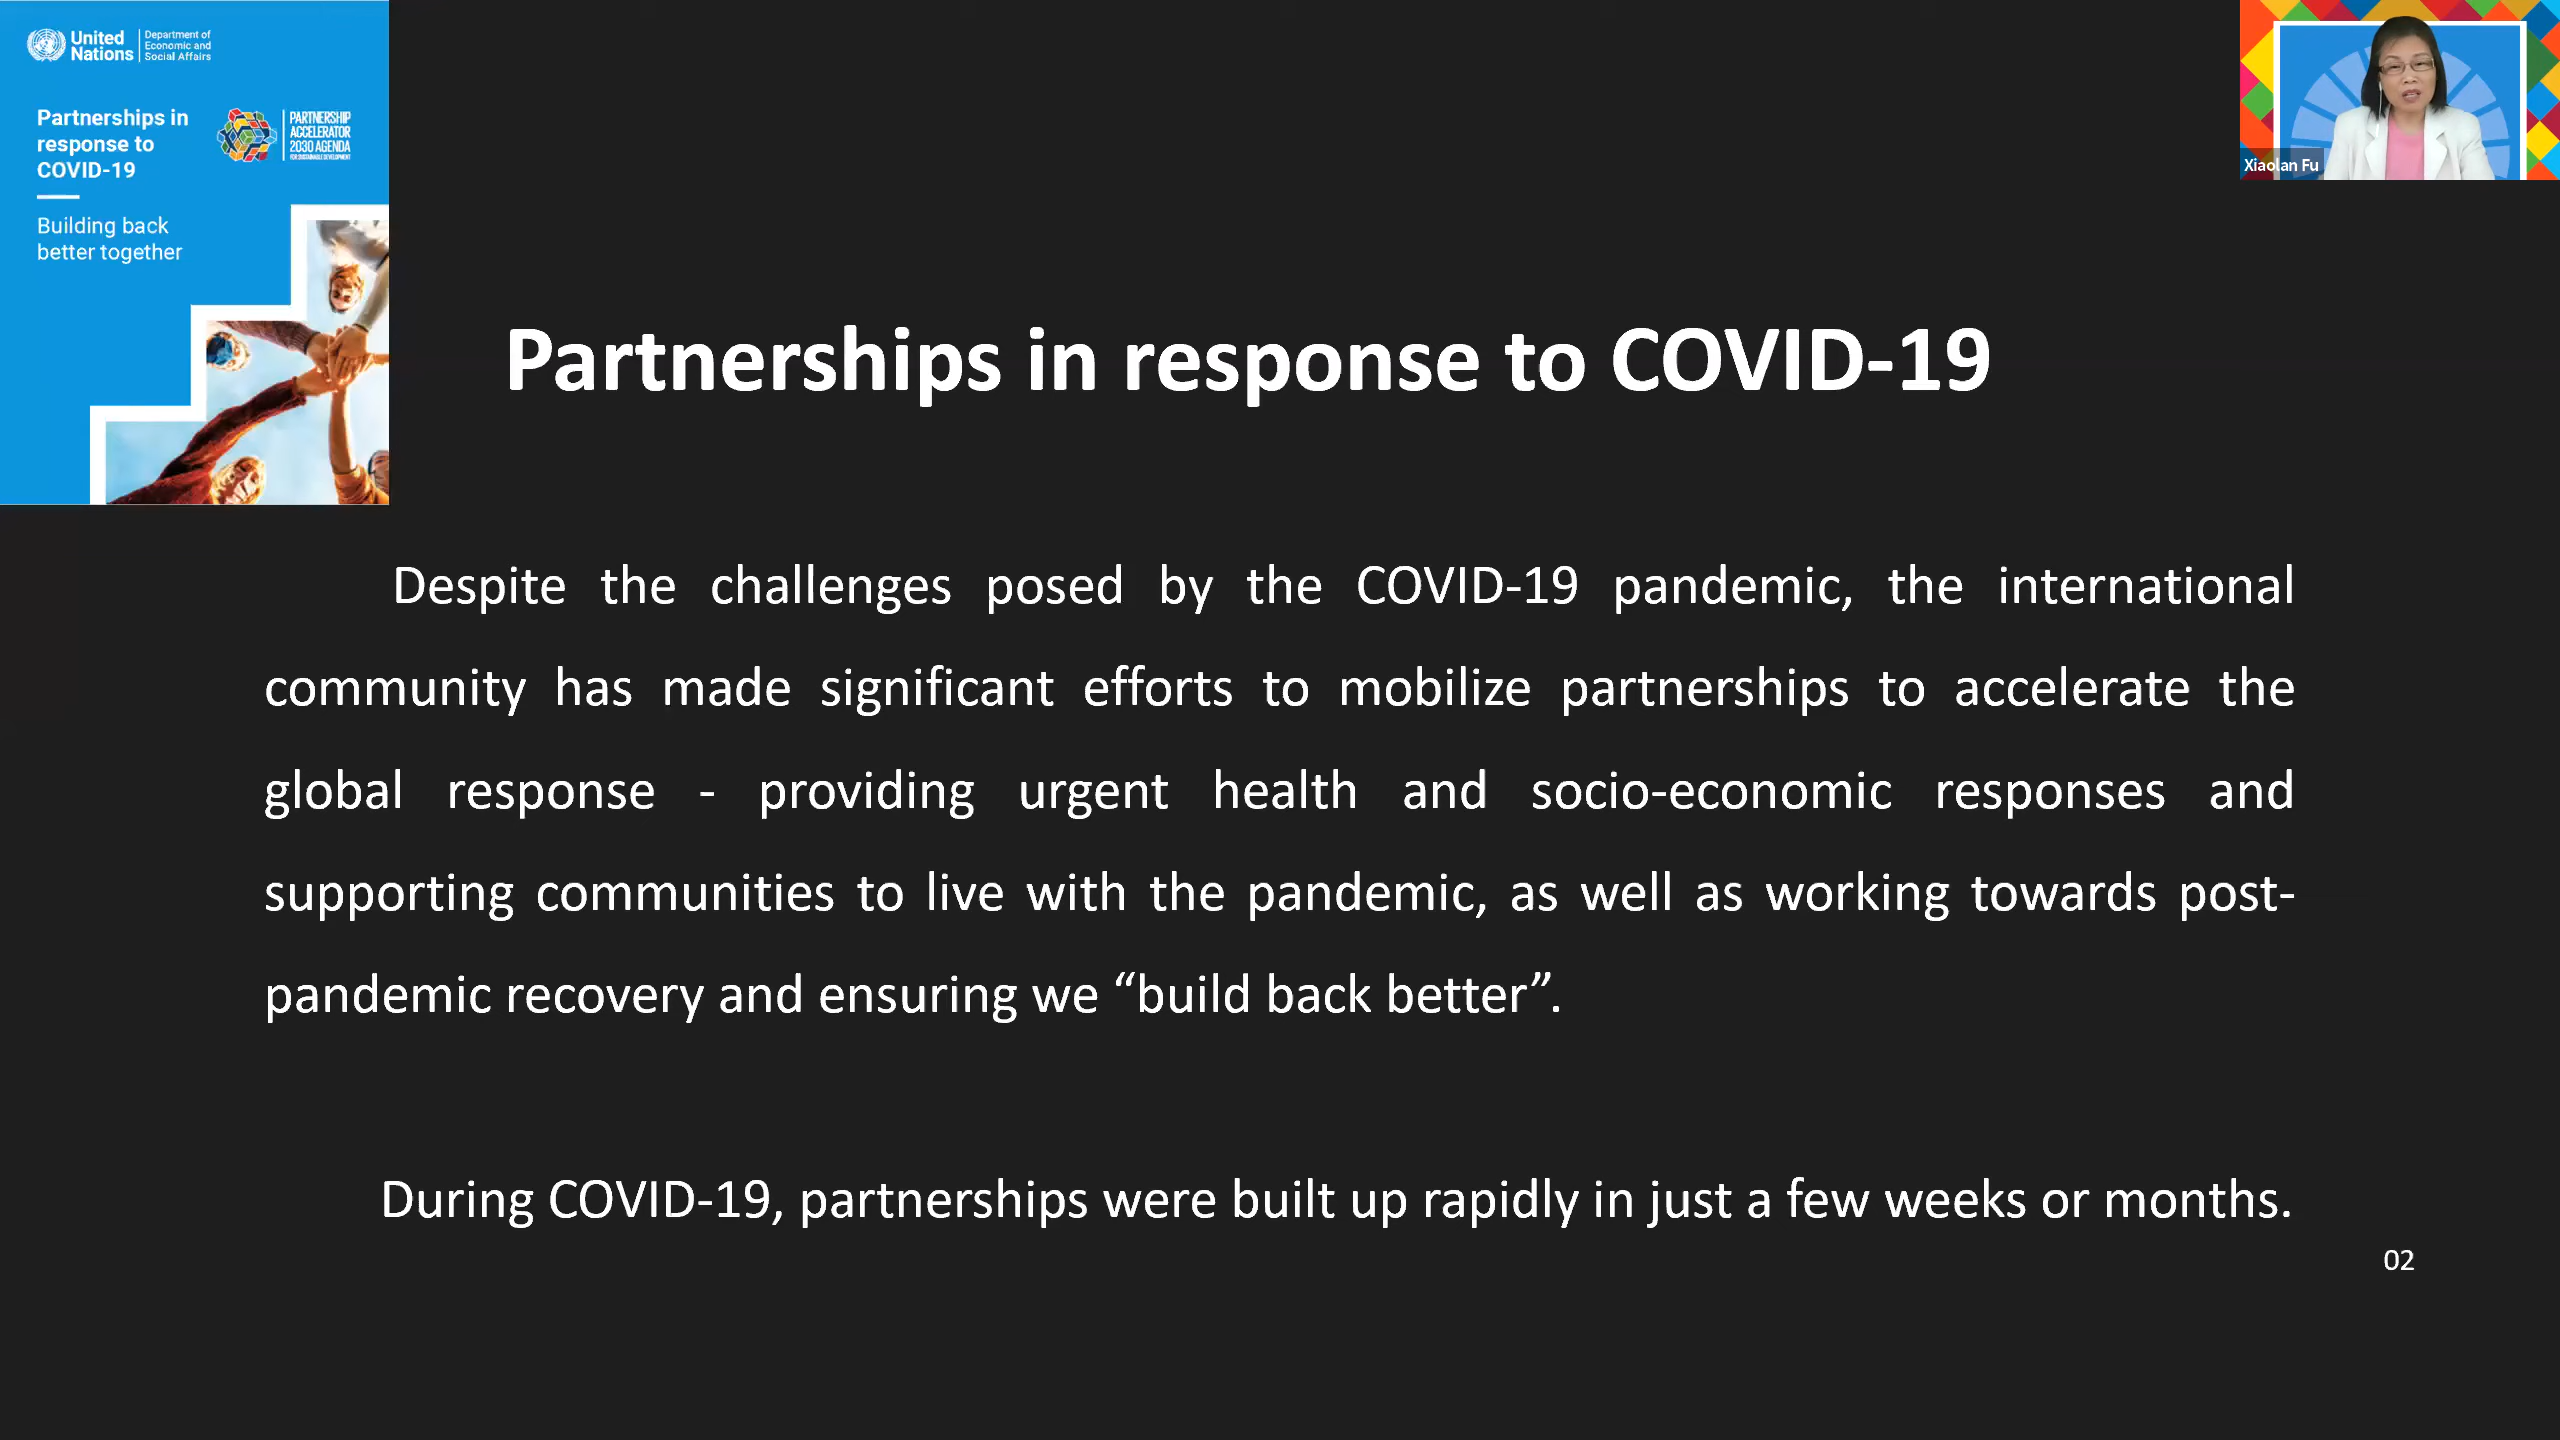 United
Nations
Department of
Economic and
Social Affairs
Partnerships in
response to
COVID-19
PARTNERSHIP
ACCELERATOR
2030 AGENDA
FOR SUSTAINABLE DEVELOPMENT
Building back
better together
Xiaolan Fu
Partnerships in response to COVID-19
Despite the challenges posed by the COVID-19 pandemic, the international
community has made significant efforts to mobilize partnerships to accelerate the
global response - providing urgent health and socio-economic responses and
supporting communities to live with the pandemic, as well as working towards post-
pandemic recovery and ensuring we “build back better”.
During COVID-19, partnerships were built up rapidly in just a few weeks or months.
02